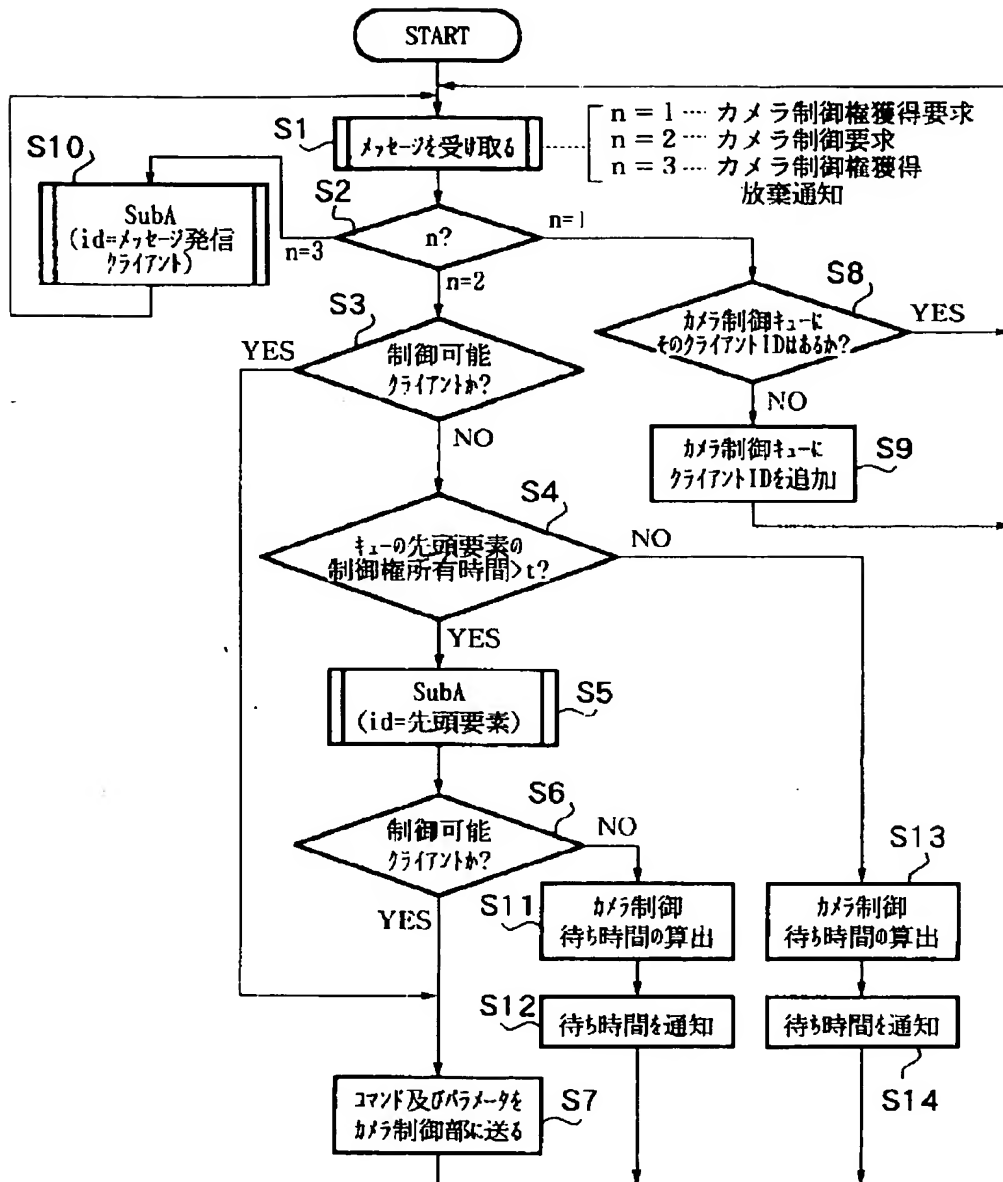 START
S1
メッセージを受け取る
n = 1 … カメラ制御権獲得要求
n = 2 … カメラ制御要求
n = 3 … カメラ制御権獲得
放棄通知
S10
SubA
(id=メッセージ発信
クライアント)
S2
n?
n=1
n=3
n=2
S3
YES
制御可能
クライアントか?
NO
S8
カメラ制御キューに
そのクライアントIDはあるか?
YES
NO
S9
カメラ制御キューに
クライアントIDを追加
S4
キューの先頭要素の
制御権所有時間>t?
NO
YES
SubA
(id=先頭要素)
S5
S6
制御可能
クライアントか?
NO
YES
S11
カメラ制御
待ち時間の算出
S13
カメラ制御
待ち時間の算出
S12
待ち時間を通知
待ち時間を通知
S14
コマンド及びパラメータを
カメラ制御部に送る
S7